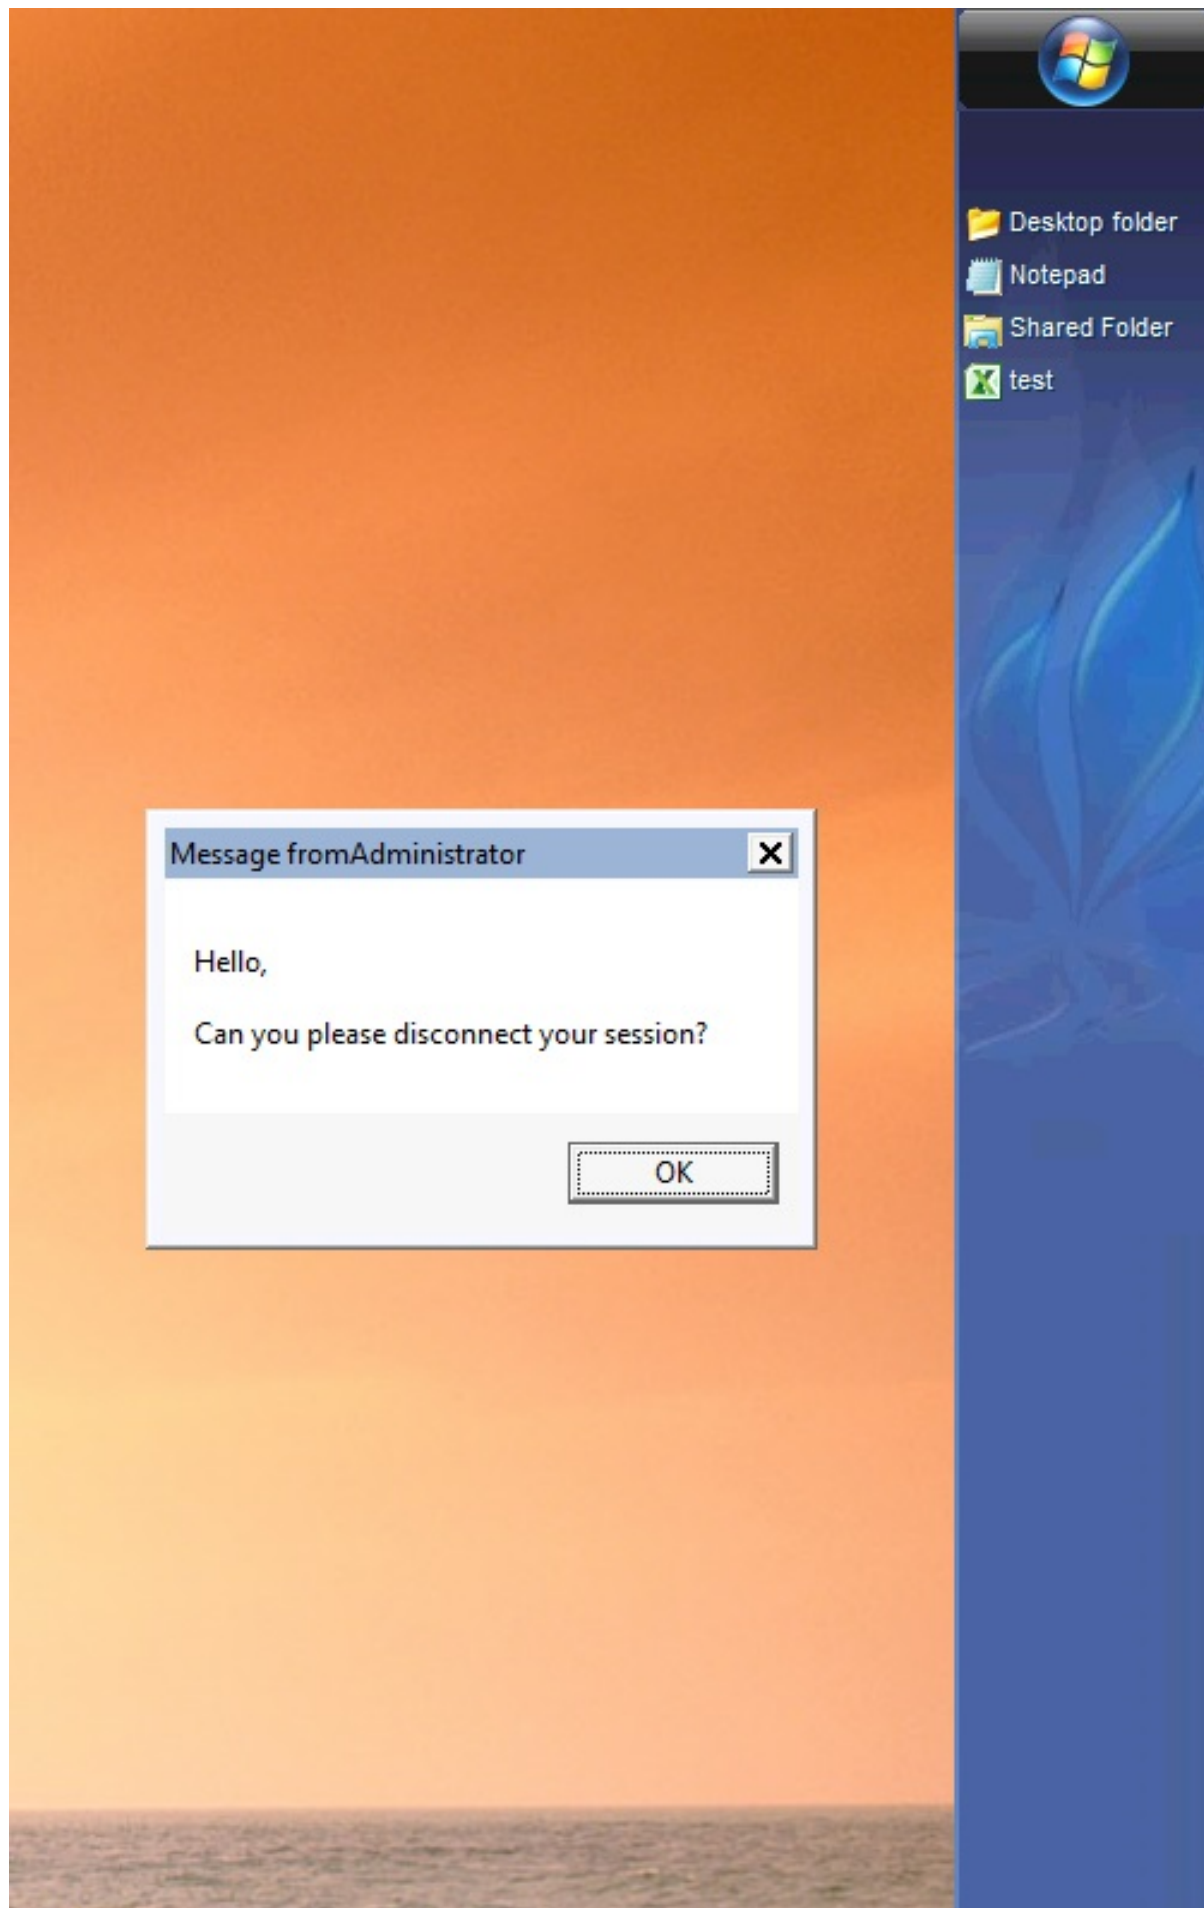 Desktop folder
Notepad
Shared Folder
test
Message fromAdministrator
Hello,
Can you please disconnect your session?
OK